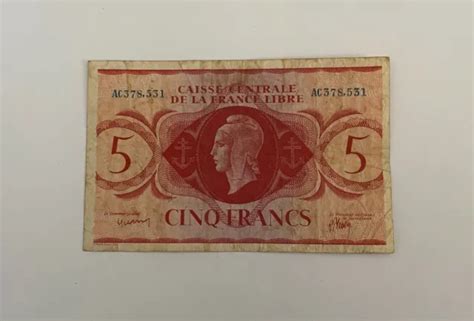 CAISSE CENTRALE
DE LA FRANCE LIBRE
AC378.531 AC378.531
5 5
CINQ FRANCS